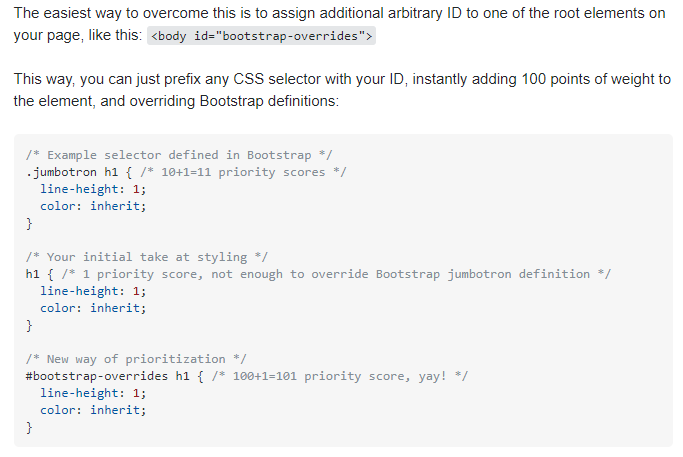 The easiest way to overcome this is to assign additional arbitrary ID to one of the root elements on
your page, like this: <body id="bootstrap-overrides">
This way, you can just prefix any CSS selector with your ID, instantly adding 100 points of weight to
the element, and overriding Bootstrap definitions:
/* Example selector defined in Bootstrap */
.jumbotron h1 { /* 10+1=11 priority scores */
  line-height: 1;
  color: inherit;
}
/* Your initial take at styling */
h1 { /* 1 priority score, not enough to override Bootstrap jumbotron definition */
  line-height: 1;
  color: inherit;
}
/* New way of prioritization */
#bootstrap-overrides h1 { /* 100+1=101 priority score, yay! */
  line-height: 1;
  color: inherit;
}